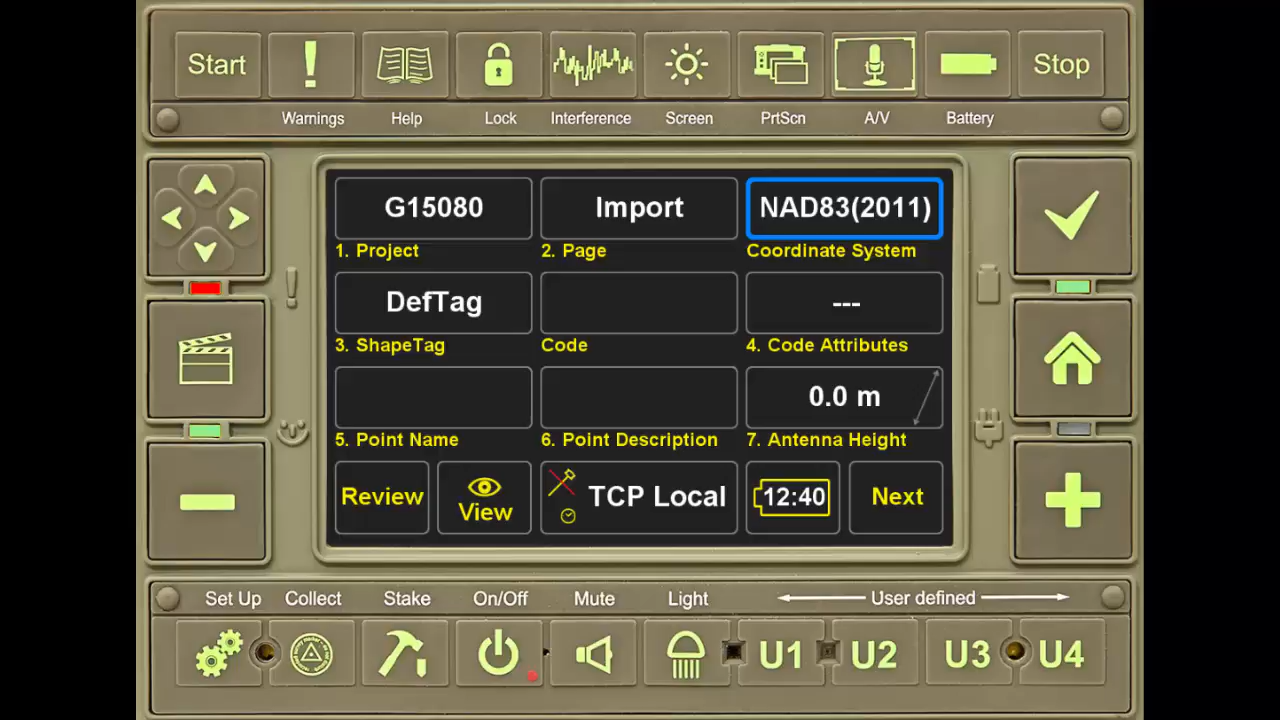 Start
Stop
Warnings
Help
Lock
Interference
Screen
PrtScn
A/V
Battery
G15080
Import
NAD83(2011)
1. Project
2. Page
Coordinate System
DefTag
---
3. ShapeTag
Code
4. Code Attributes
0.0 m
5. Point Name
6. Point Description
7. Antenna Height
Review
View
TCP Local
12:40
Next
Set Up
Collect
Stake
On/Off
Mute
Light
User defined
U1
U2
U3
U4